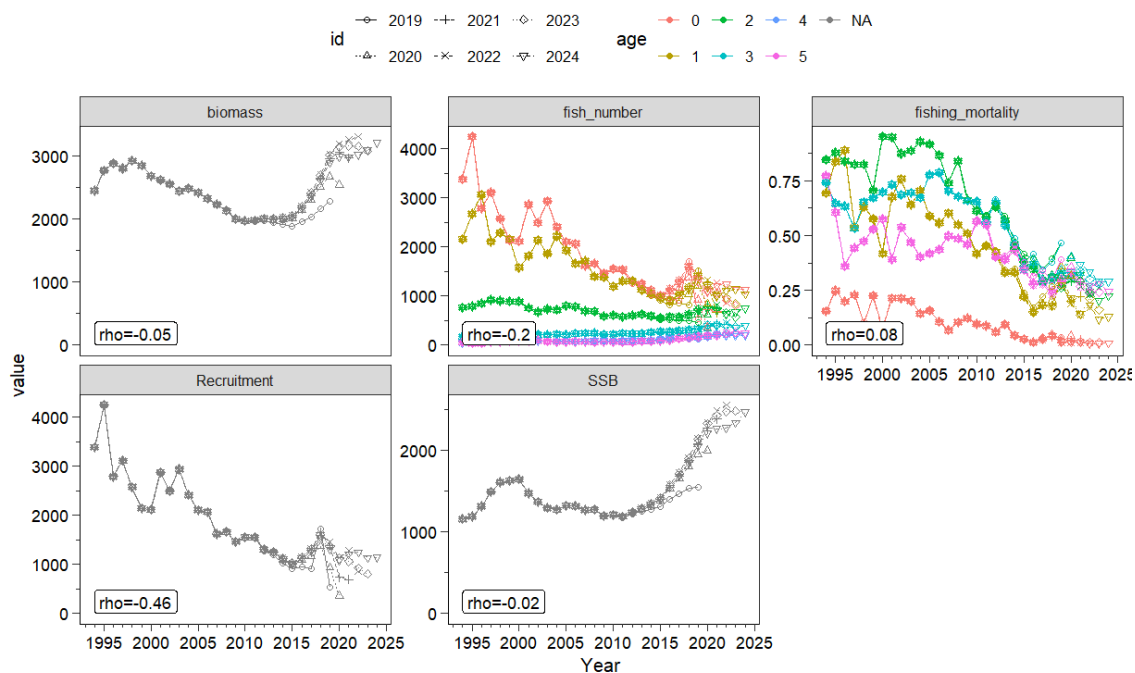 id
2019 2021 2023
2020 2022 2024
age
0 2 4 NA
1 3 5
biomass
fish_number
fishing_mortality
3000
2000
1000
0
rho=-0.05
4000
3000
2000
1000
0
rho=-0.2
0.75
0.50
0.25
0.00
rho=0.08
1995 2000 2005 2010 2015 2020 2025
value
Recruitment
SSB
4000
3000
2000
1000
0
rho=-0.46
2000
1000
0
rho=-0.02
1995 2000 2005 2010 2015 2020 2025
1995 2000 2005 2010 2015 2020 2025
Year